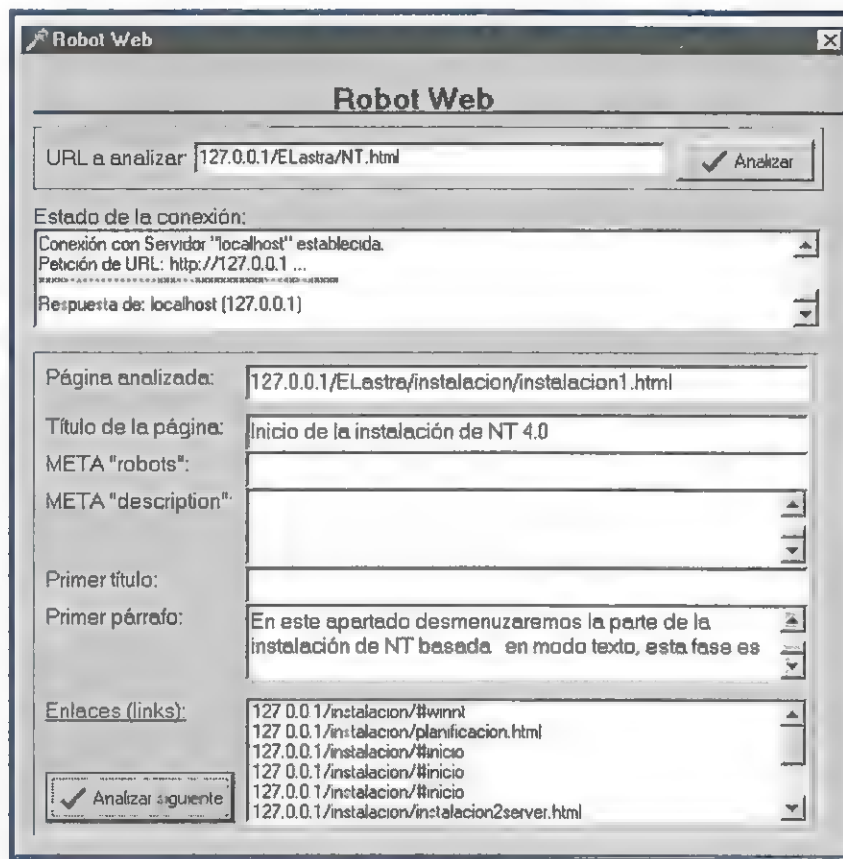 Robot Web
Robot Web
URL a analizar: 127.0.0.1/ELastra/NT.html
Analizar
Estado de la conexión:
Conexión con Servidor "localhost" establecida.
Petición de URL: http://127.0.0.1 ...
Respuesta de: localhost (127.0.0.1)
Página analizada: 127.0.0.1/ELastra/instalacion/instalacion1.html
Título de la página: Inicio de la instalación de NT 4.0
META "robots":
META "description":
Primer título:
Primer párrafo: En este apartado desmenuzaremos la parte de la
instalación de NT basada en modo texto, esta fase es
Enlaces (links): 127.0.0.1/instalacion/#winnt
127.0.0.1/instalacion/planificacion.html
127.0.0.1/instalacion/#inicio
127.0.0.1/instalacion/#inicio
127.0.0.1/instalacion/#inicio
Analizar siguiente
127.0.0.1/instalacion/instalacion2server.html